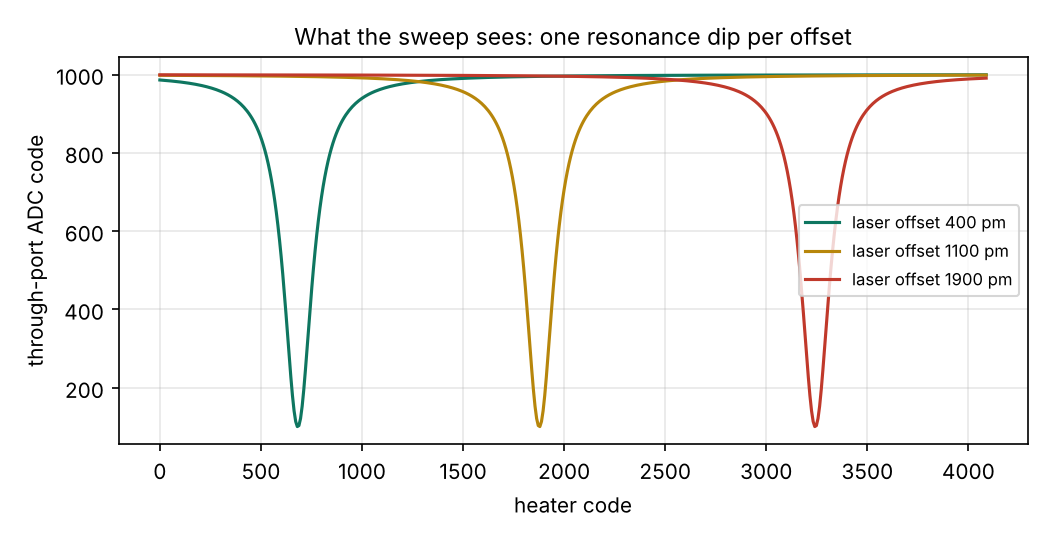 What the sweep sees: one resonance dip per offset
through-port ADC code
1000
800
600
400
200
laser offset 400 pm
laser offset 1100 pm
laser offset 1900 pm
0 500 1000 1500 2000 2500 3000 3500 4000
heater code